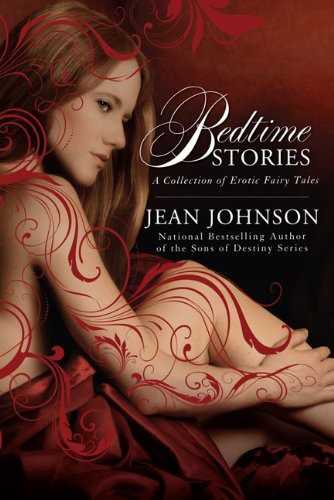 Bedtime
STORIES
A Collection of Erotic Fairy Tales
JEAN JOHNSON
National Bestselling Author
of the Sons of Destiny Series